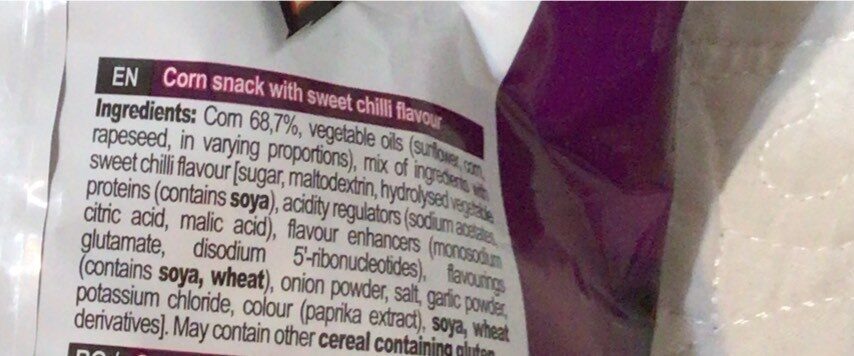 EN Corn snack with sweet chilli flavour
Ingredients: Corn 68,7%, vegetable oils (sunflower, corn,
rapeseed, in varying proportions), mix of ingredients with
sweet chilli flavour [sugar, maltodextrin, hydrolysed vegetable
proteins (contains soya), acidity regulators (sodium acetates,
citric acid, malic acid), flavour enhancers (monosodium
glutamate, disodium 5'-ribonucleotides), flavourings
(contains soya, wheat), onion powder, salt, garlic powder,
potassium chloride, colour (paprika extract), soya, wheat
derivatives]. May contain other cereal containing gluten